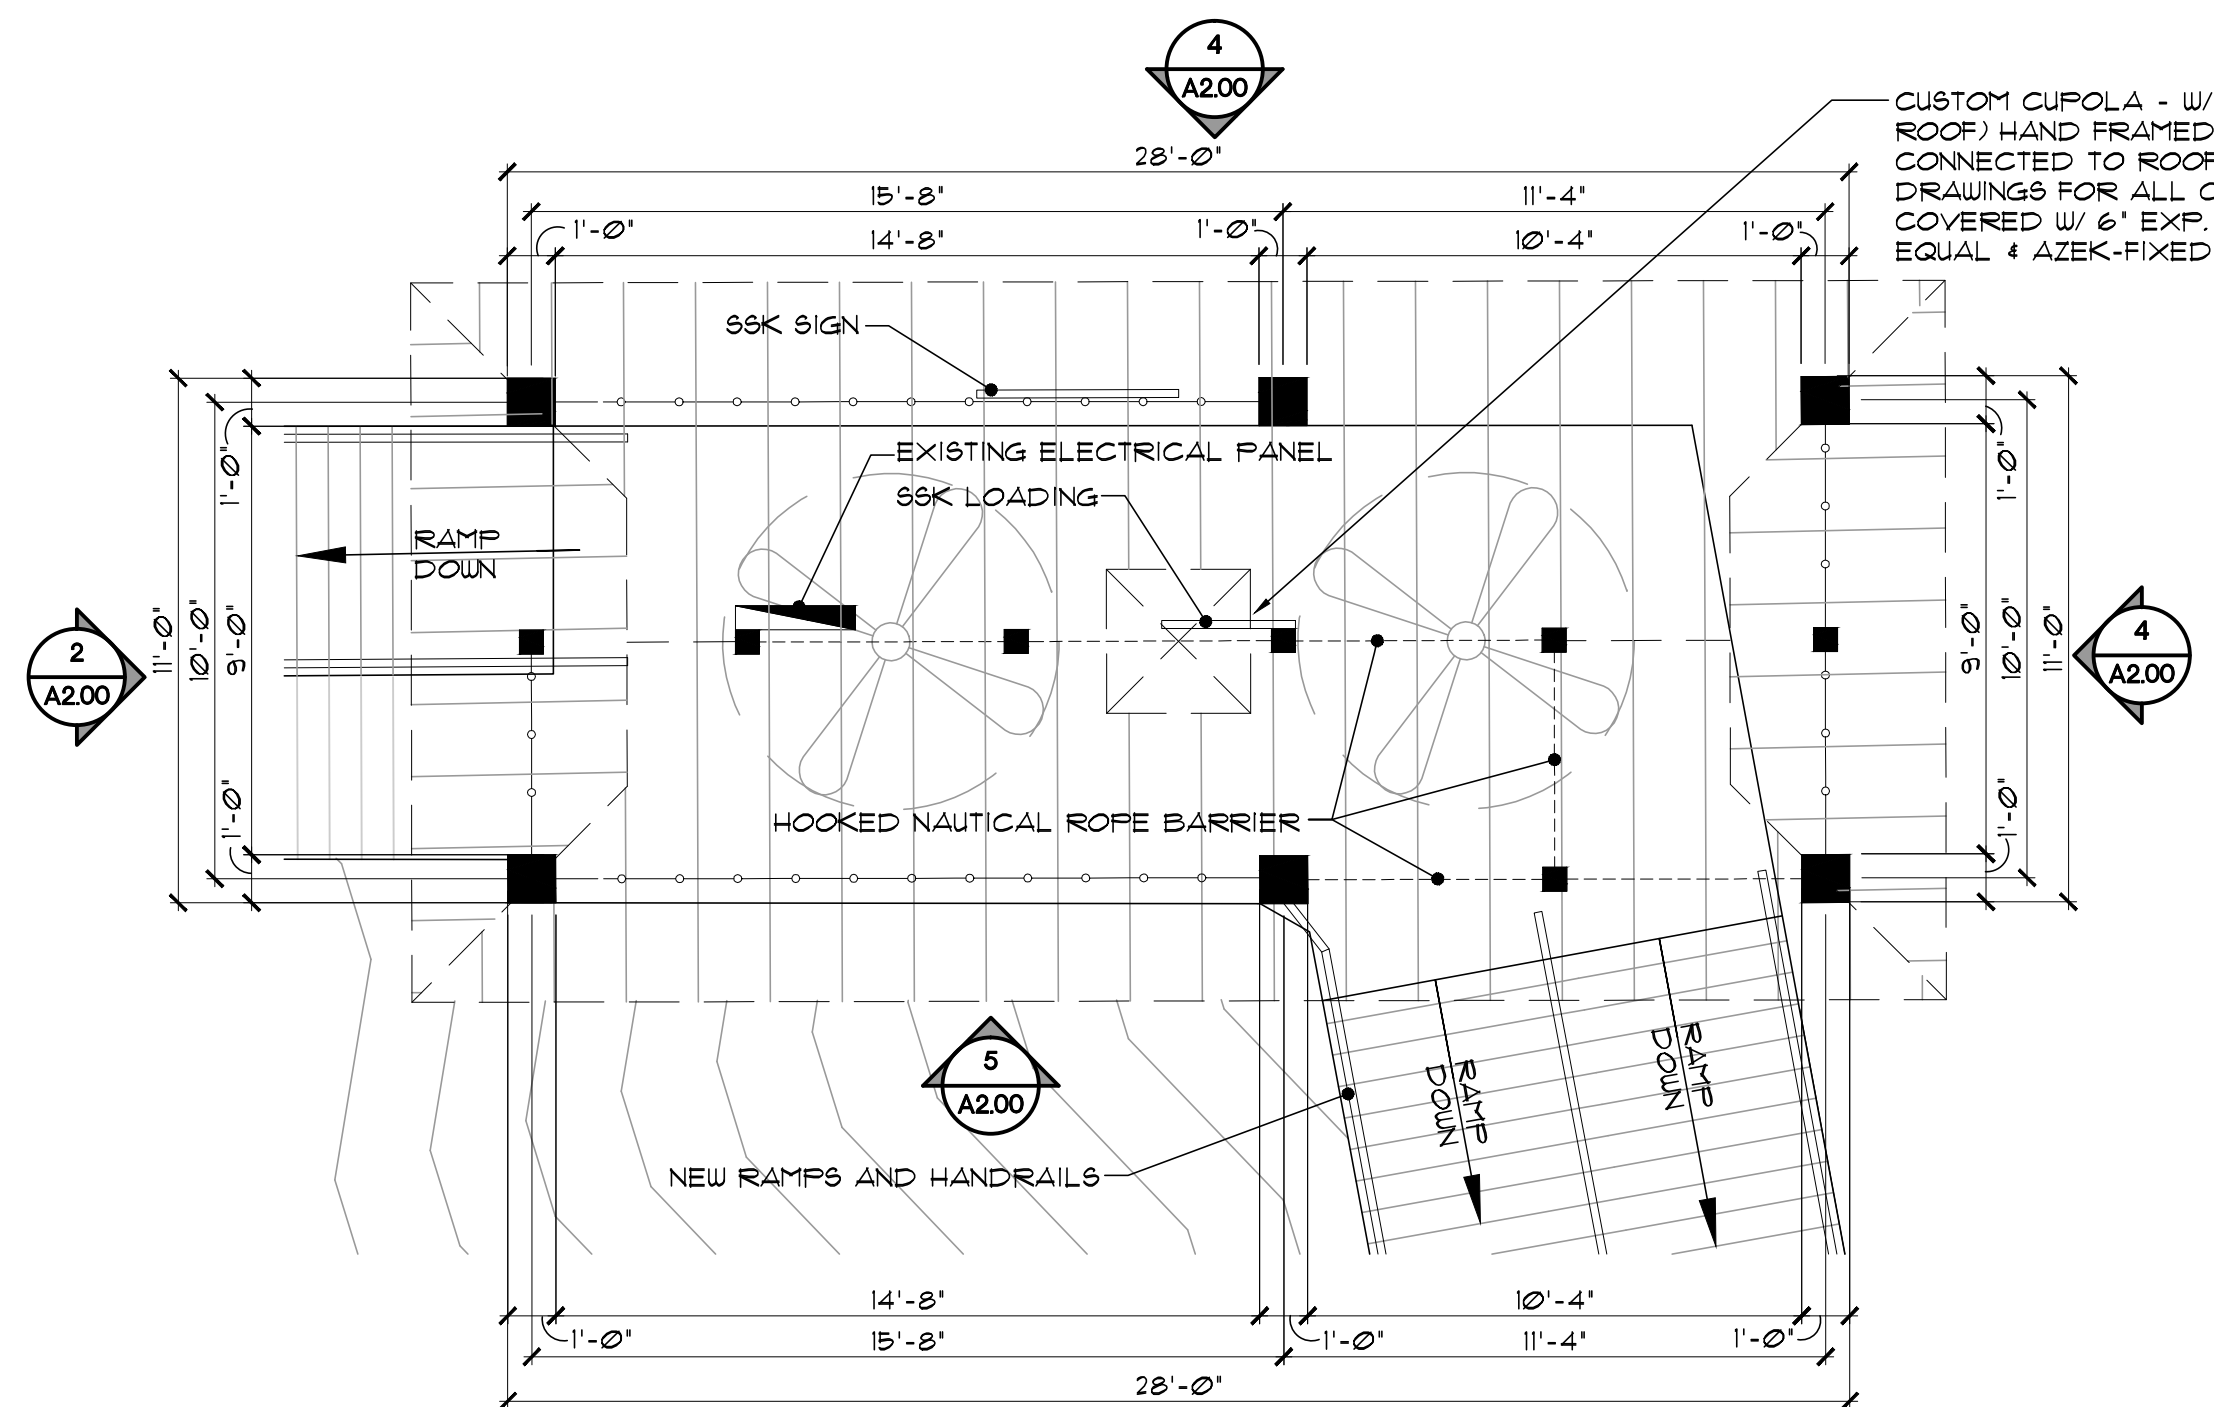 4
A2.00
CUSTOM CUPOLA - W/
ROOF) HAND FRAMED
CONNECTED TO ROOF
DRAWINGS FOR ALL
COVERED W/ 6" EXP.
EQUAL & AZEK-FIXED
28'-0"
15'-8"
11'-4"
1'-0"
14'-8"
1'-0"
10'-4"
1'-0"
SSK SIGN
EXISTING ELECTRICAL PANEL
SSK LOADING
RAMP
DOWN
1'-0"
11'-0"
10'-0"
9'-0"
1'-0"
2
A2.00
1'-0"
9'-0"
10'-0"
11'-0"
1'-0"
4
A2.00
HOOKED NAUTICAL ROPE BARRIER
5
A2.00
RAMP
DOWN
RAMP
DOWN
NEW RAMPS AND HANDRAILS
14'-8"
10'-4"
1'-0"
15'-8"
1'-0"
11'-4"
1'-0"
28'-0"